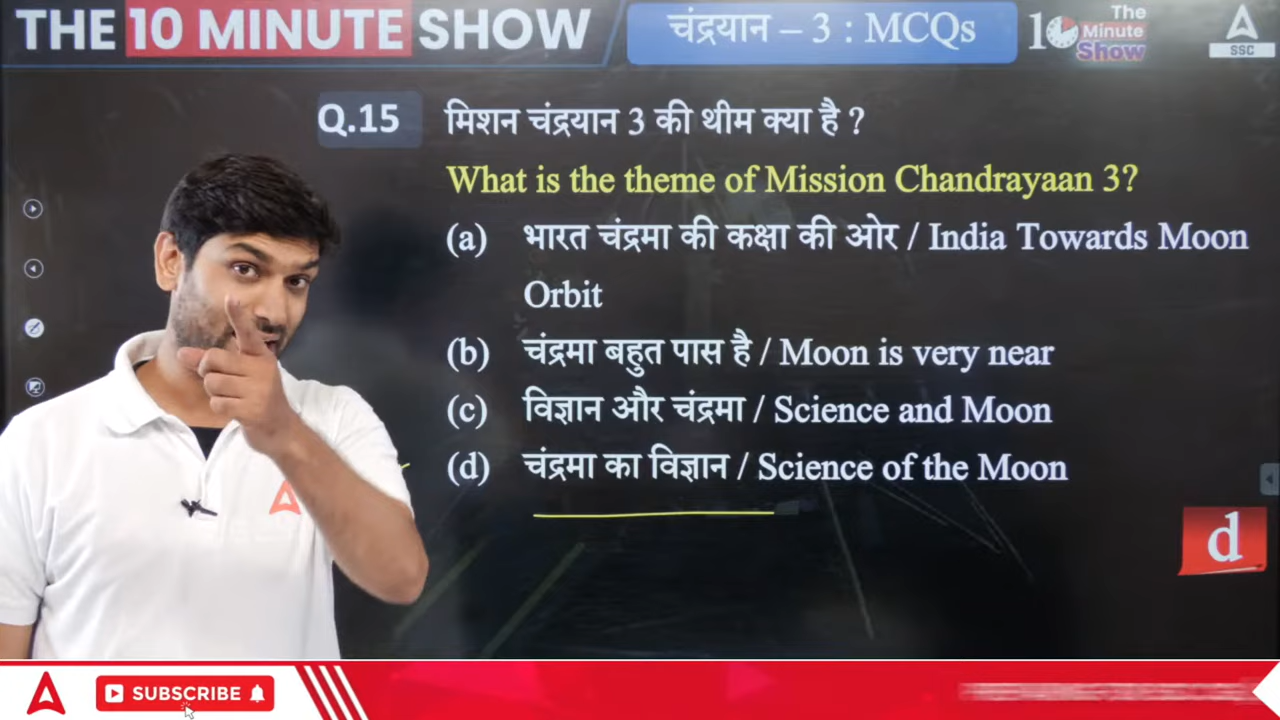 THE 10 MINUTE SHOW
चंद्रयान – 3 : MCQs
10 The Minute Show
SSC
Q.15 मिशन चंद्रयान 3 की थीम क्या है ?
What is the theme of Mission Chandrayaan 3?
(a) भारत चंद्रमा की कक्षा की ओर / India Towards Moon
Orbit
(b) चंद्रमा बहुत पास है / Moon is very near
(c) विज्ञान और चंद्रमा / Science and Moon
(d) चंद्रमा का विज्ञान / Science of the Moon
d
SUBSCRIBE